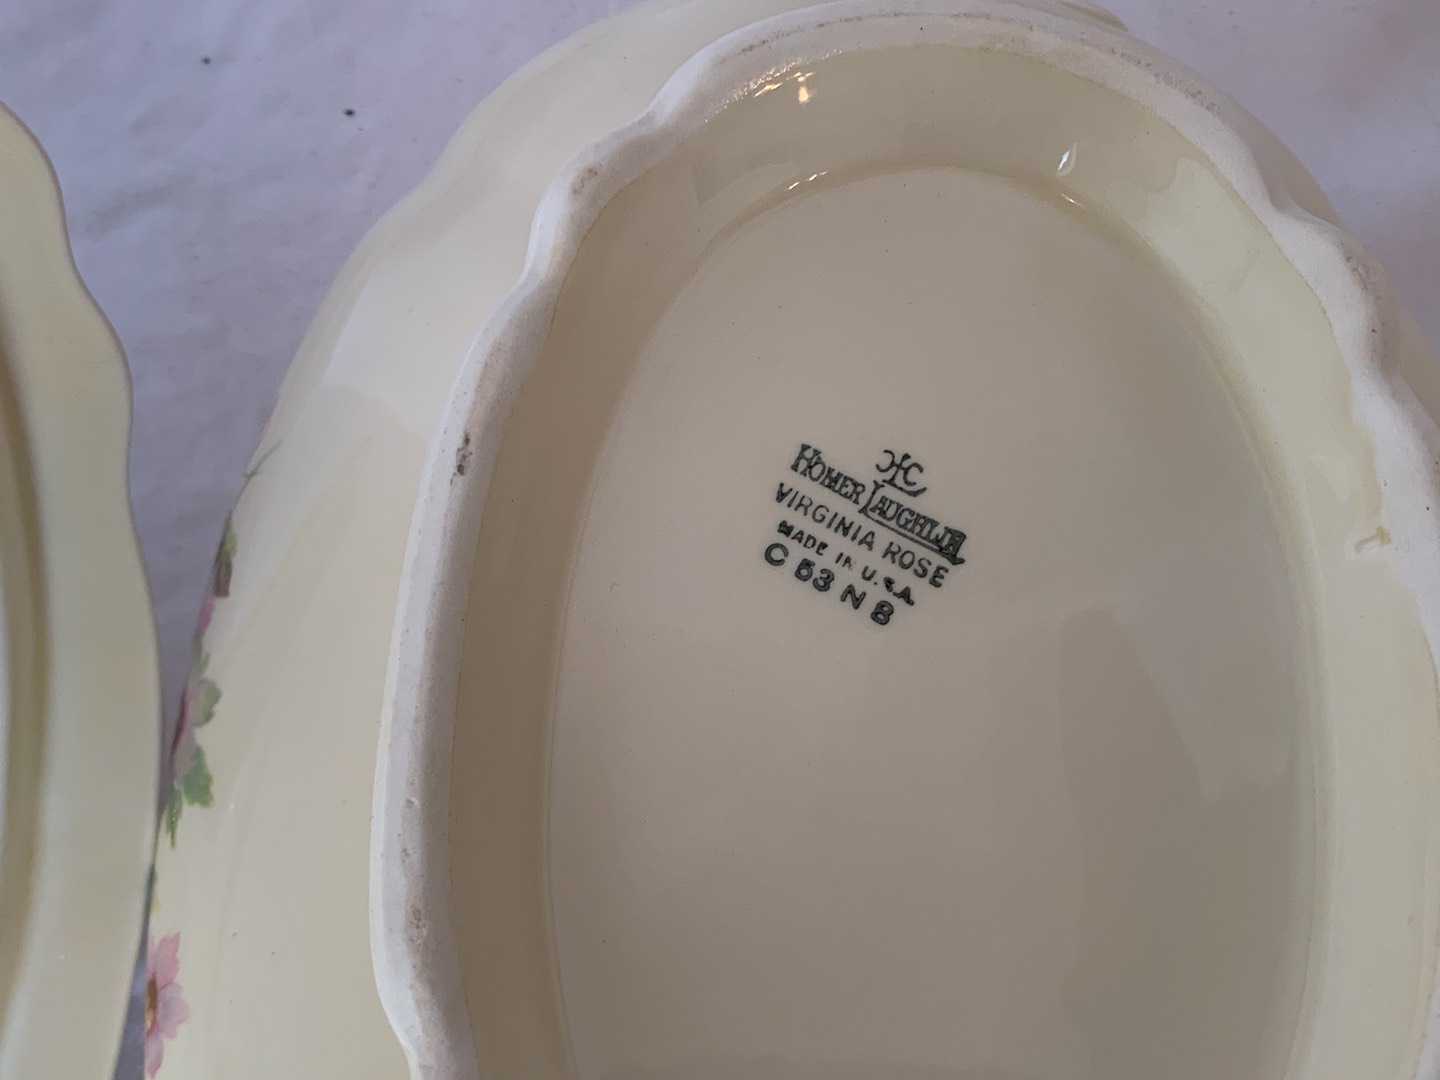 HLC
HOMER LAUGHLIN
VIRGINIA ROSE
MADE IN U.S.A.
C 53 N 8